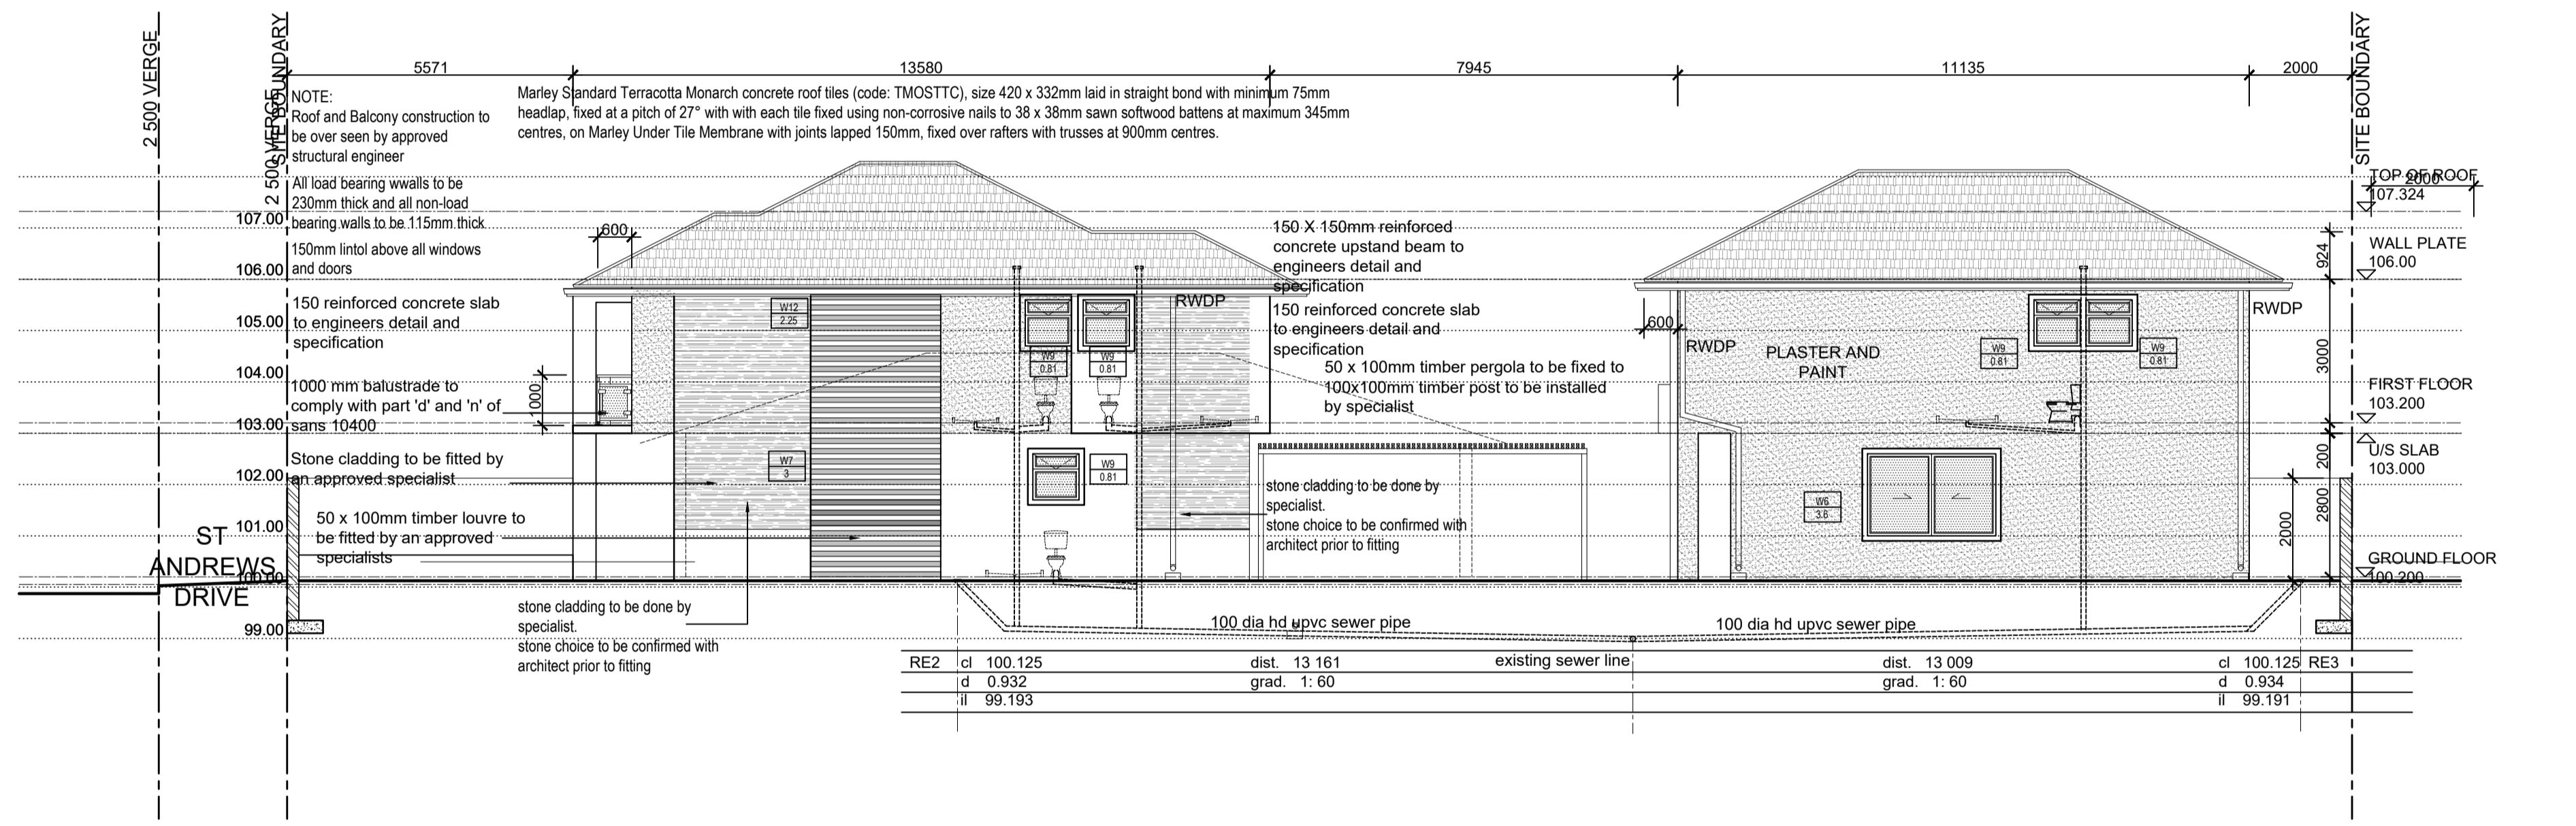 2 500 VERGE
2 500 VERGE
SITE BOUNDARY
5571
13580
7945
11135
2000
SITE BOUNDARY
NOTE:
Roof and Balcony construction to
be over seen by approved
structural engineer
All load bearing wwalls to be
230mm thick and all non-load
bearing walls to be 115mm thick
150mm lintol above all windows
and doors
150 reinforced concrete slab
to engineers detail and
specification
1000 mm balustrade to
comply with part 'd' and 'n' of
sans 10400
Stone cladding to be fitted by
an approved specialist
50 x 100mm timber louvre to
be fitted by an approved
specialists
Marley Standard Terracotta Monarch concrete roof tiles (code: TMOSTTC), size 420 x 332mm laid in straight bond with minimum 75mm
headlap, fixed at a pitch of 27° with with each tile fixed using non-corrosive nails to 38 x 38mm sawn softwood battens at maximum 345mm
centres, on Marley Under Tile Membrane with joints lapped 150mm, fixed over rafters with trusses at 900mm centres.
107.00
106.00
105.00
104.00
103.00
102.00
101.00
100.00
99.00
ST
ANDREWS
DRIVE
600
1000
W12
2.25
W7
3
W9
0.81
W9
0.81
W9
0.81
RWDP
150 X 150mm reinforced
concrete upstand beam to
engineers detail and
specification
150 reinforced concrete slab
to engineers detail and
specification
50 x 100mm timber pergola to be fixed to
100x100mm timber post to be installed
by specialist
stone cladding to be done by
specialist.
stone choice to be confirmed with
architect prior to fitting
stone cladding to be done by
specialist.
stone choice to be confirmed with
architect prior to fitting
600
RWDP
PLASTER AND
PAINT
W9
0.81
W9
0.81
W6
3.6
RWDP
TOP OF ROOF
2000
107.324
WALL PLATE
106.00
FIRST FLOOR
103.200
U/S SLAB
103.000
GROUND FLOOR
100.200
924
3000
200
2800
2000
100 dia hd upvc sewer pipe
100 dia hd upvc sewer pipe
RE2 cl 100.125 dist. 13 161 existing sewer line dist. 13 009 cl 100.125 RE3
d 0.932 grad. 1: 60 grad. 1: 60 d 0.934
il 99.193 il 99.191